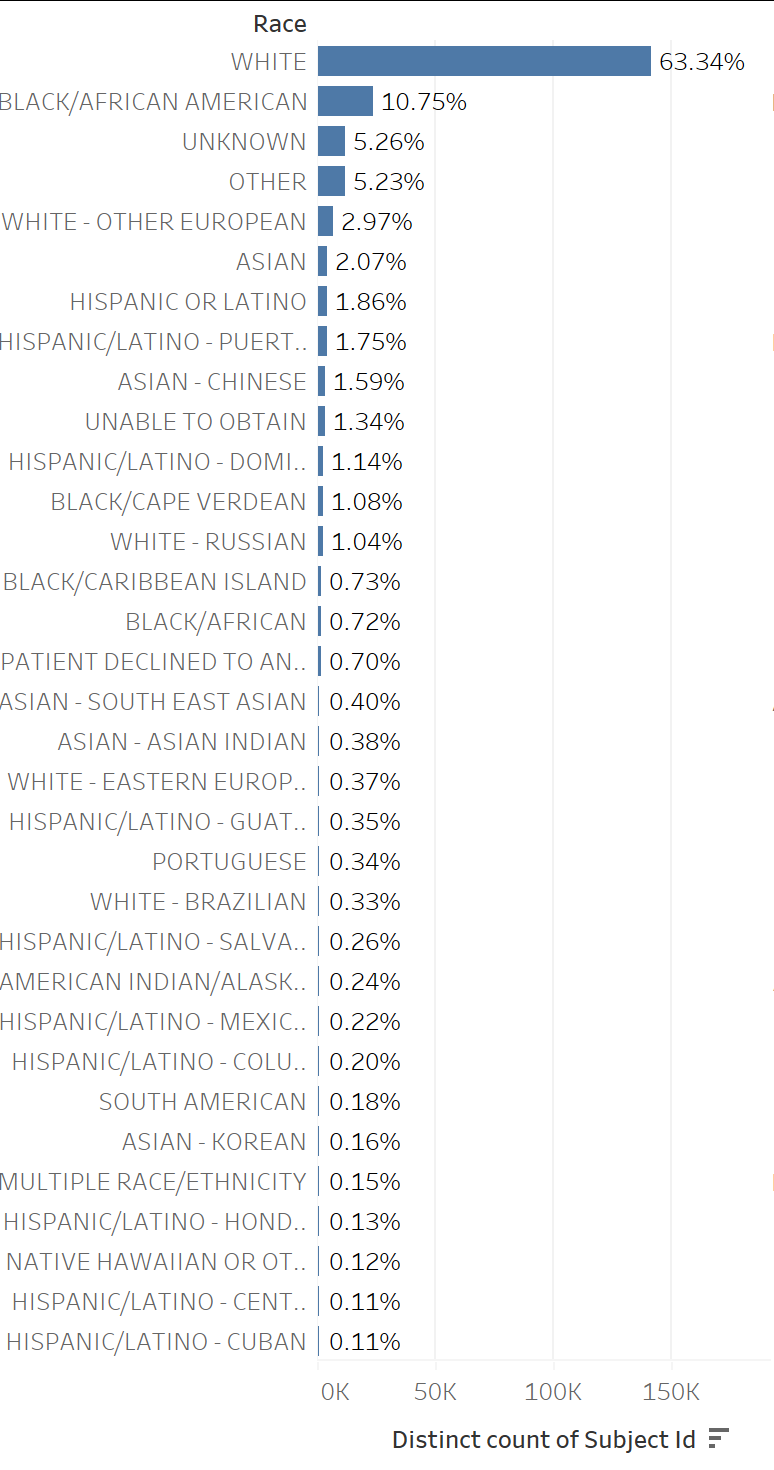 Race
WHITE 63.34%
BLACK/AFRICAN AMERICAN 10.75%
UNKNOWN 5.26%
OTHER 5.23%
WHITE - OTHER EUROPEAN 2.97%
ASIAN 2.07%
HISPANIC OR LATINO 1.86%
HISPANIC/LATINO - PUERT.. 1.75%
ASIAN - CHINESE 1.59%
UNABLE TO OBTAIN 1.34%
HISPANIC/LATINO - DOMI.. 1.14%
BLACK/CAPE VERDEAN 1.08%
WHITE - RUSSIAN 1.04%
BLACK/CARIBBEAN ISLAND 0.73%
BLACK/AFRICAN 0.72%
PATIENT DECLINED TO AN.. 0.70%
ASIAN - SOUTH EAST ASIAN 0.40%
ASIAN - ASIAN INDIAN 0.38%
WHITE - EASTERN EUROP.. 0.37%
HISPANIC/LATINO - GUAT.. 0.35%
PORTUGUESE 0.34%
WHITE - BRAZILIAN 0.33%
HISPANIC/LATINO - SALVA.. 0.26%
AMERICAN INDIAN/ALASK.. 0.24%
HISPANIC/LATINO - MEXIC.. 0.22%
HISPANIC/LATINO - COLU.. 0.20%
SOUTH AMERICAN 0.18%
ASIAN - KOREAN 0.16%
MULTIPLE RACE/ETHNICITY 0.15%
HISPANIC/LATINO - HOND.. 0.13%
NATIVE HAWAIIAN OR OT.. 0.12%
HISPANIC/LATINO - CENT.. 0.11%
HISPANIC/LATINO - CUBAN 0.11%
0K 50K 100K 150K
Distinct count of Subject Id